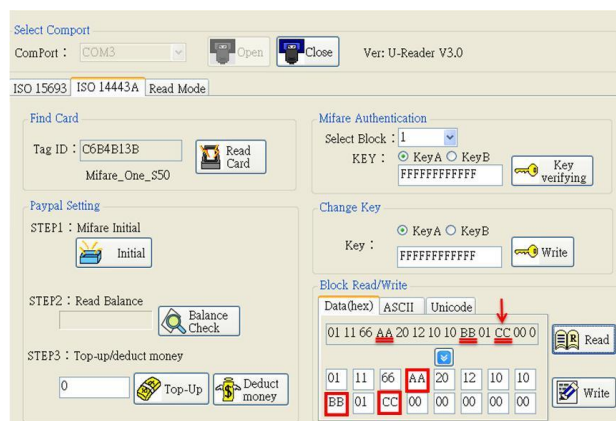 Select Comport
ComPort : COM3 Open Close Ver: U-Reader V3.0
ISO 15693 ISO 14443A Read Mode
Find Card
Tag ID : C6B4B13B Read Card
Mifare_One_S50
Mifare Authentication
Select Block : 1
KEY : KeyA KeyB
FFFFFFFFFFFF Key verifying
Paypal Setting
STEP1 : Mifare Initial
Initial
STEP2 : Read Balance
Balance Check
STEP3 : Top-up/deduct money
0 Top-Up Deduct money
Change Key
KeyA KeyB
Key : FFFFFFFFFFFF Write
Block Read/Write
Data(hex) ASCII Unicode
01 11 66 AA 20 12 10 10 BB 01 CC 00 0 Read
01 11 66 AA 20 12 10 10
BB 01 CC 00 00 00 00 00 Write